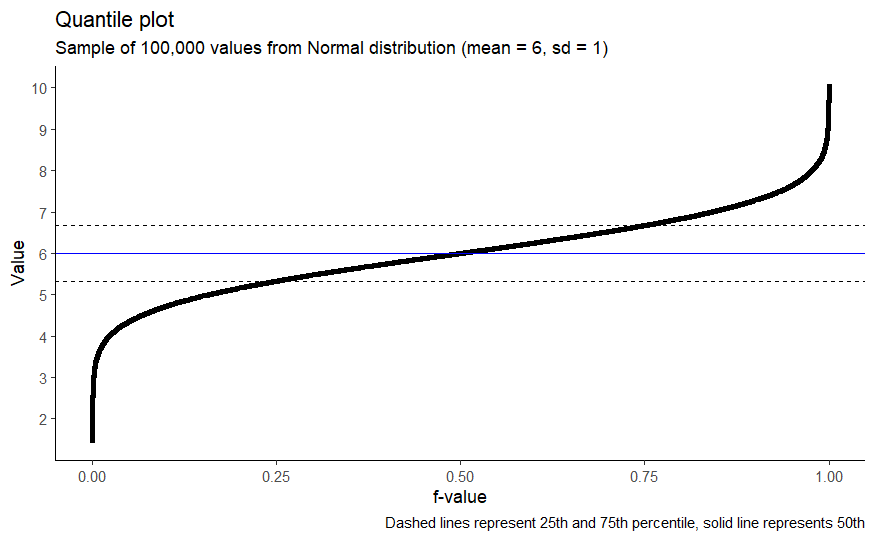 Quantile plot
Sample of 100,000 values from Normal distribution (mean = 6, sd = 1)
10
9
8
7
6
5
4
3
2
Value
0.00 0.25 0.50 0.75 1.00
f-value
Dashed lines represent 25th and 75th percentile, solid line represents 50th